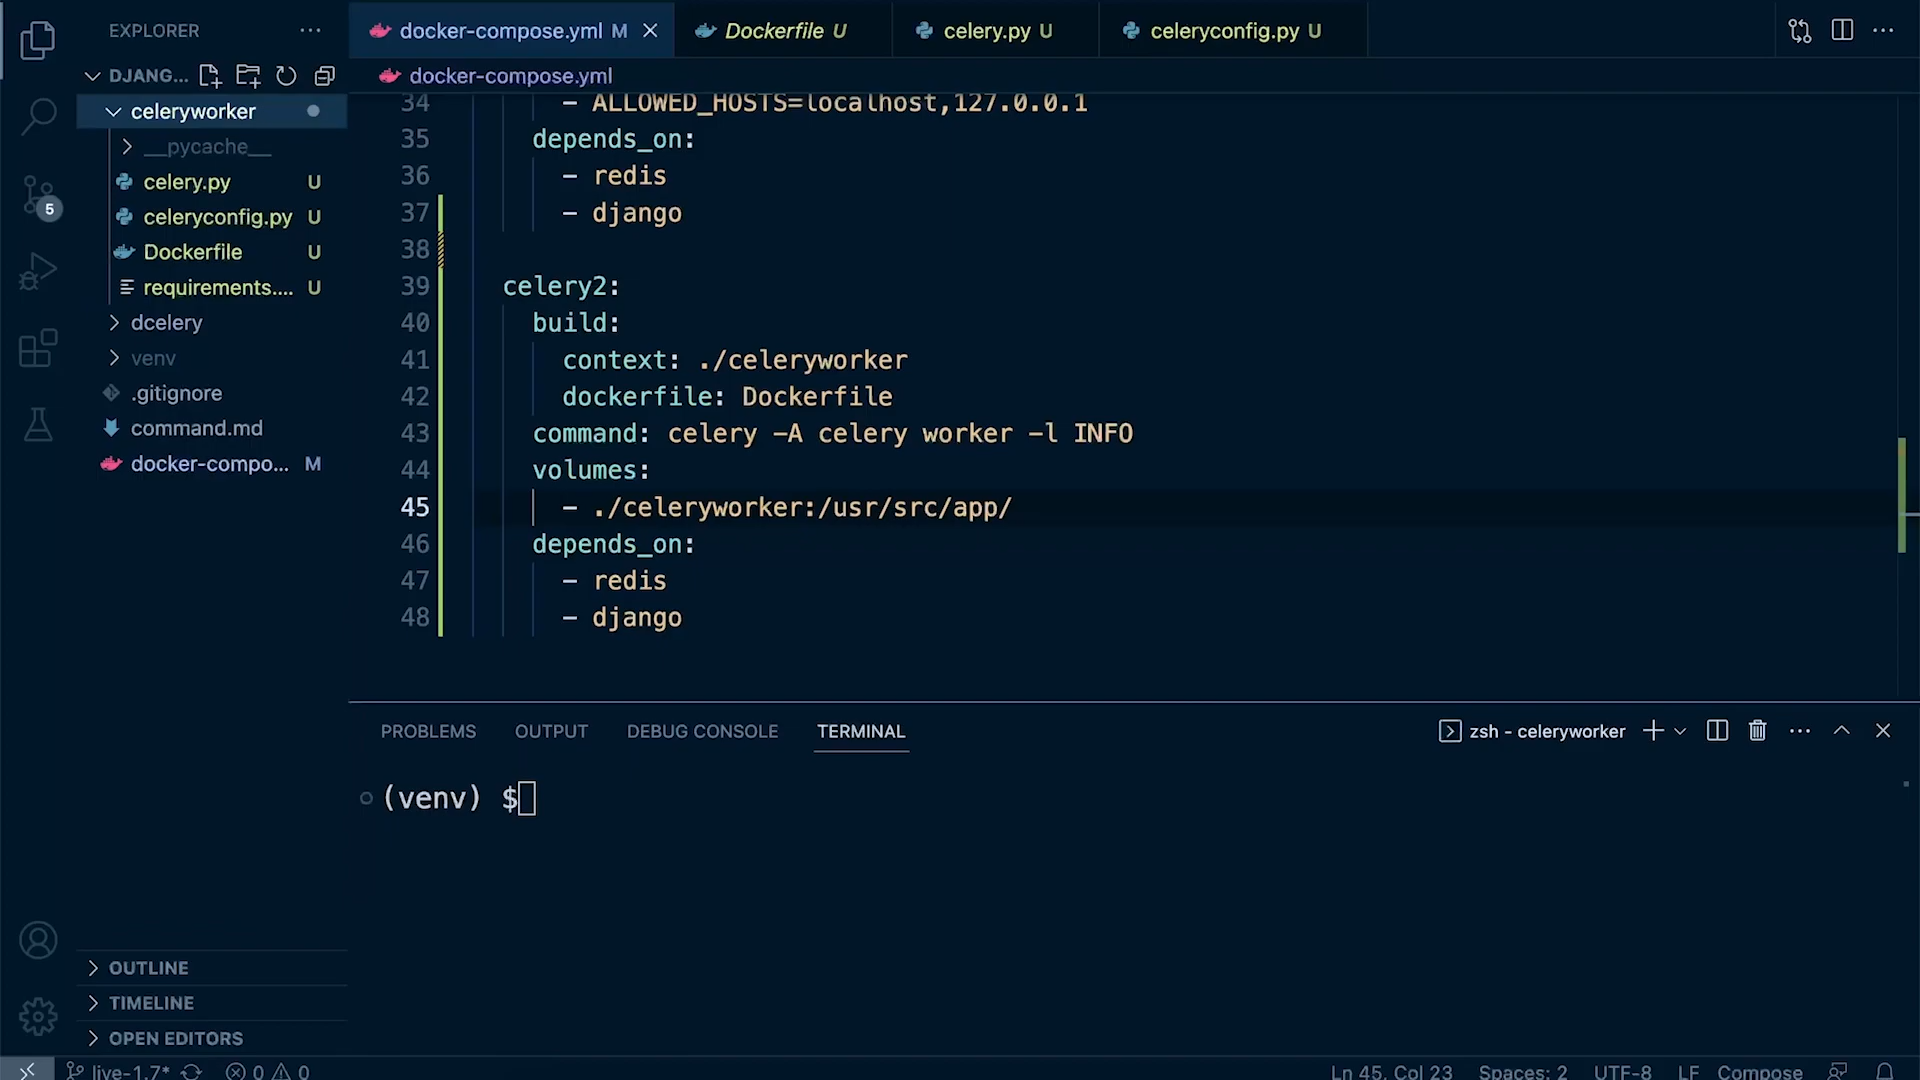 EXPLORER
DJANG...
celeryworker
__pycache__
celery.py U
celeryconfig.py U
Dockerfile U
requirements.... U
dcelery
venv
.gitignore
command.md
docker-compo... M
5
OUTLINE
TIMELINE
OPEN EDITORS
docker-compose.yml M
Dockerfile U
celery.py U
celeryconfig.py U
docker-compose.yml
34 - ALLOWED_HOSTS=localhost,127.0.0.1
35 depends_on:
36 - redis
37 - django
38
39 celery2:
40 build:
41 context: ./celeryworker
42 dockerfile: Dockerfile
43 command: celery -A celery worker -l INFO
44 volumes:
45 - ./celeryworker:/usr/src/app/
46 depends_on:
47 - redis
48 - django
PROBLEMS OUTPUT DEBUG CONSOLE TERMINAL
zsh - celeryworker
(venv) $
live-1.7* 0 0
Ln 45, Col 23 Spaces: 2 UTF-8 LF Compose